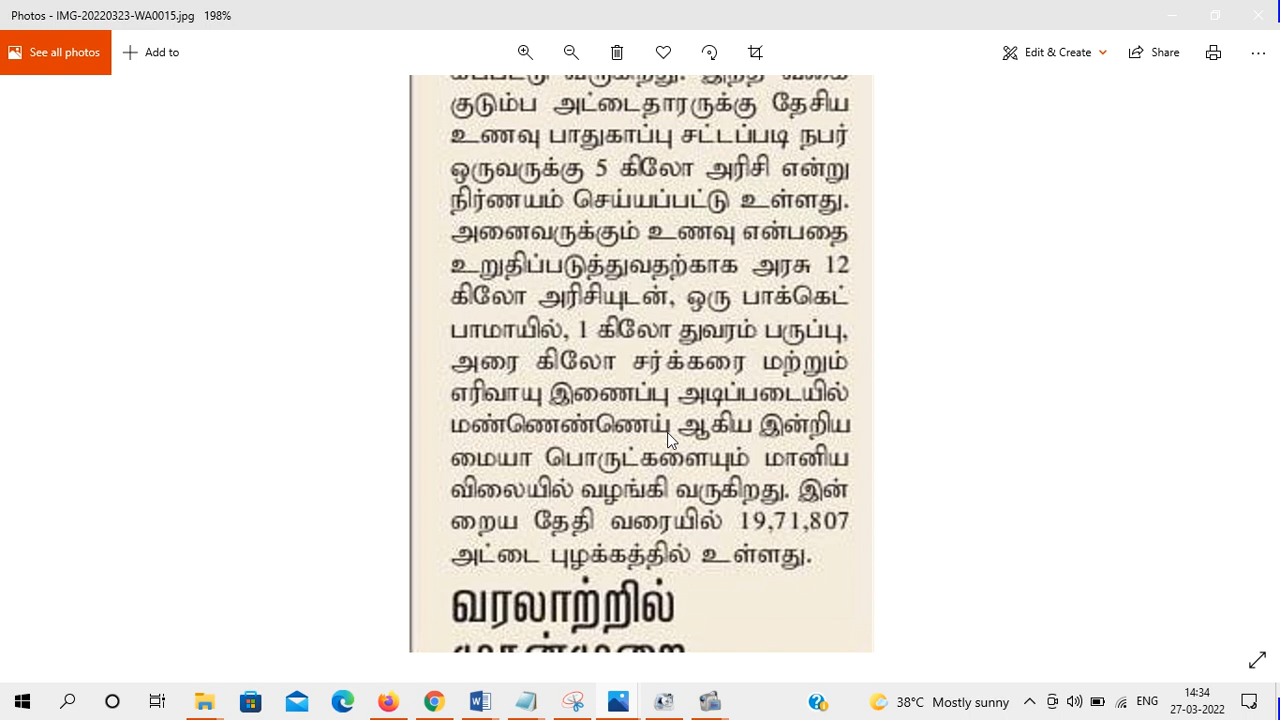 Photos - IMG-20220323-WA0015.jpg 198%
See all photos
Add to
Edit & Create
Share
குடும்ப அட்டைதாரருக்கு தேசிய
உணவு பாதுகாப்பு சட்டப்படி நபர்
ஒருவருக்கு 5 கிலோ அரிசி என்று
நிர்ணயம் செய்யப்பட்டு உள்ளது.
அனைவருக்கும் உணவு என்பதை
உறுதிப்படுத்துவதற்காக அரசு 12
கிலோ அரிசியுடன், ஒரு பாக்கெட்
பாமாயில், 1 கிலோ துவரம் பருப்பு,
அரை கிலோ சர்க்கரை மற்றும்
எரிவாயு இணைப்பு அடிப்படையில்
மண்ணெண்ணெய் ஆகிய இன்றிய
மையா பொருட்களையும் மானிய
விலையில் வழங்கி வருகிறது. இன்
றைய தேதி வரையில் 19,71,807
அட்டை புழக்கத்தில் உள்ளது.
வரலாற்றில்
38°C Mostly sunny
ENG
4:34
27-03-2022